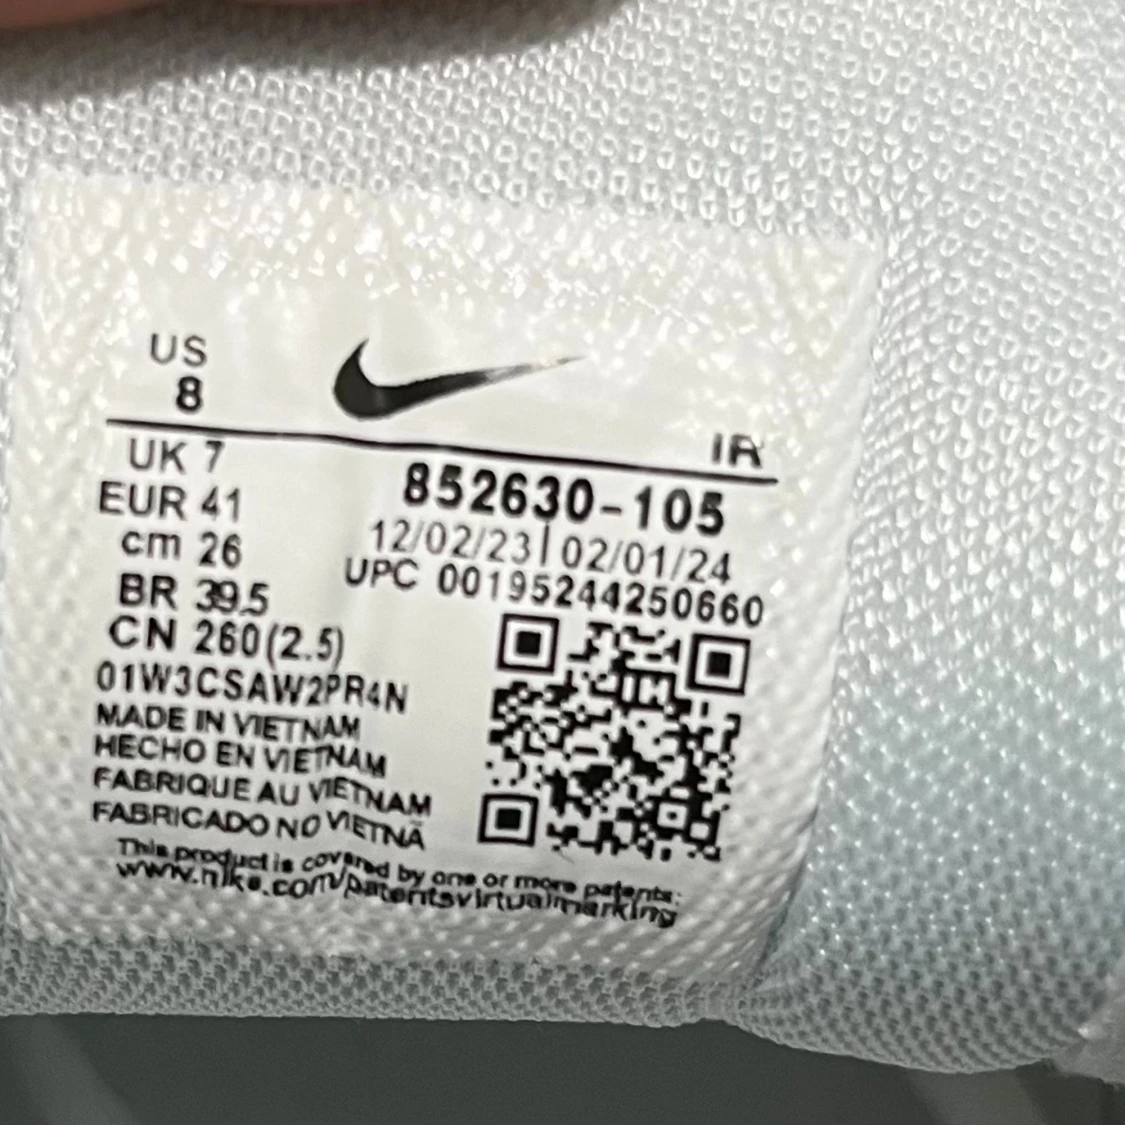 US
8
IR
UK 7
852630-105
EUR 41
12/02/23 | 02/01/24
cm 26
UPC 00195244250660
BR 39.5
CN 260(2.5)
01W3CSAW2PR4N
MADE IN VIETNAM
HECHO EN VIETNAM
FABRIQUE AU VIETNAM
FABRICADO NO VIETNÃ
This product is covered by one or more patents:
www.nike.com/patentsvirtualmarking